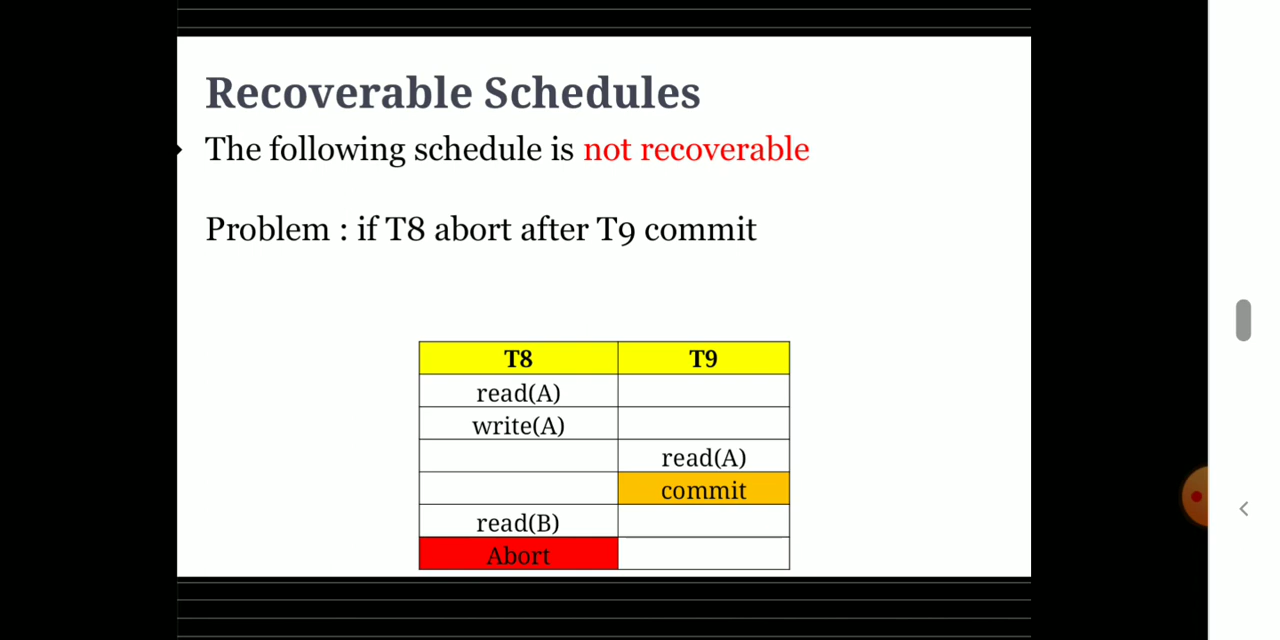 Recoverable Schedules
The following schedule is not recoverable
Problem : if T8 abort after T9 commit
T8 T9
read(A)
write(A)
read(A)
commit
read(B)
Abort